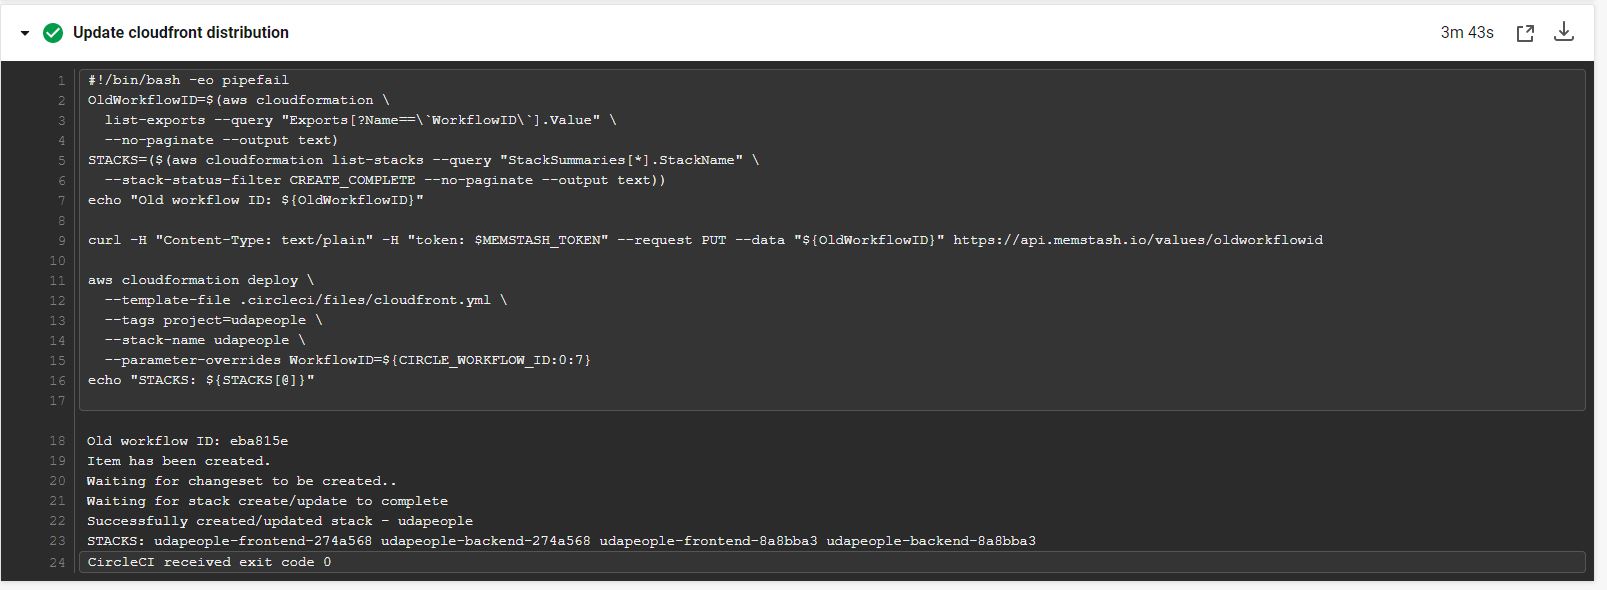 Update cloudfront distribution 3m 43s
1 #!/bin/bash -eo pipefail
2 OldWorkflowID=$(aws cloudformation \
3 list-exports --query "Exports[?Name==\`WorkflowID\`].Value" \
4 --no-paginate --output text)
5 STACKS=($(aws cloudformation list-stacks --query "StackSummaries[*].StackName" \
6 --stack-status-filter CREATE_COMPLETE --no-paginate --output text))
7 echo "Old workflow ID: ${OldWorkflowID}"
8
9 curl -H "Content-Type: text/plain" -H "token: $MEMSTASH_TOKEN" --request PUT --data "${OldWorkflowID}" https://api.memstash.io/values/oldworkflowid
10
11 aws cloudformation deploy \
12 --template-file .circleci/files/cloudfront.yml \
13 --tags project=udapeople \
14 --stack-name udapeople \
15 --parameter-overrides WorkflowID=${CIRCLE_WORKFLOW_ID:0:7}
16 echo "STACKS: ${STACKS[@]}"
17
18 Old workflow ID: eba815e
19 Item has been created.
20 Waiting for changeset to be created..
21 Waiting for stack create/update to complete
22 Successfully created/updated stack - udapeople
23 STACKS: udapeople-frontend-274a568 udapeople-backend-274a568 udapeople-frontend-8a8bba3 udapeople-backend-8a8bba3
24 CircleCI received exit code 0